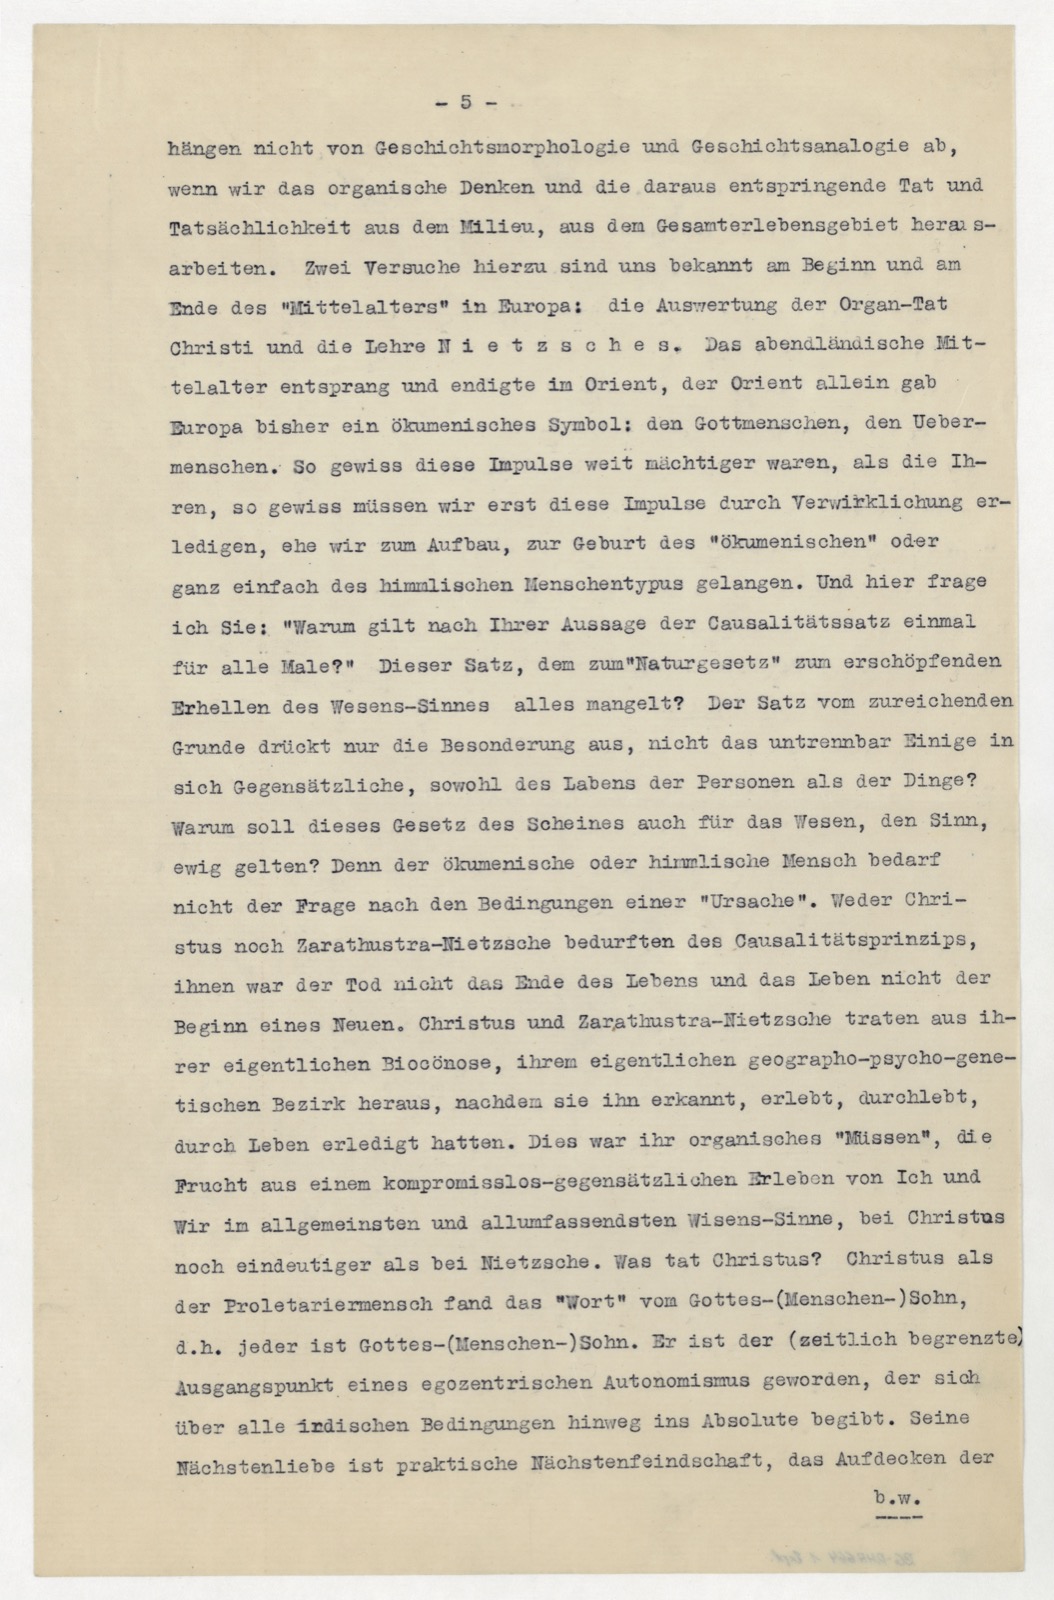 - 5 -
hängen nicht von Geschichtsmorphologie und Geschichtsanalogie ab,
wenn wir das organische Denken und die daraus entspringende Tat und
Tatsächlichkeit aus dem Milieu, aus dem Gesamterlebensgebiet heraus-
arbeiten. Zwei Versuche hierzu sind uns bekannt am Beginn und am
Ende des "Mittelalters" in Europa: die Auswertung der Organ-Tat
Christi und die Lehre N i e t z s c h e s. Das abendländische Mit-
telalter entsprang und endigte im Orient, der Orient allein gab
Europa bisher ein ökumenisches Symbol: den Gottmenschen, den Ueber-
menschen. So gewiss diese Impulse weit mächtiger waren, als die Ih-
ren, so gewiss müssen wir erst diese Impulse durch Verwirklichung er-
ledigen, ehe wir zum Aufbau, zur Geburt des "ökumenischen" oder
ganz einfach des himmlischen Menschentypus gelangen. Und hier frage
ich Sie: "Warum gilt nach Ihrer Aussage der Causalitätssatz einmal
für alle Male?" Dieser Satz, dem zum"Naturgesetz" zum erschöpfenden
Erhellen des Wesens-Sinnes alles mangelt? Der Satz vom zureichenden
Grunde drückt nur die Besonderung aus, nicht das untrennbar Einige in
sich Gegensätzliche, sowohl des Labens der Personen als der Dinge?
Warum soll dieses Gesetz des Scheines auch für das Wesen, den Sinn,
ewig gelten? Denn der ökumenische oder himmlische Mensch bedarf
nicht der Frage nach den Bedingungen einer "Ursache". Weder Chri-
stus noch Zarathustra-Nietzsche bedurften des Causalitätsprinzips,
ihnen war der Tod nicht das Ende des Lebens und das Leben nicht der
Beginn eines Neuen. Christus und Zarathustra-Nietzsche traten aus ih-
rer eigentlichen Biocönose, ihrem eigentlichen geographo-psycho-gene-
tischen Bezirk heraus, nachdem sie ihn erkannt, erlebt, durchlebt,
durch Leben erledigt hatten. Dies war ihr organisches "Müssen", die
Frucht aus einem kompromisslos-gegensätzlichen Erleben von Ich und
Wir im allgemeinsten und allumfassendsten Wisens-Sinne, bei Christus
noch eindeutiger als bei Nietzsche. Was tat Christus? Christus als
der Proletariermensch fand das "Wort" vom Gottes-(Menschen-)Sohn,
d.h. jeder ist Gottes-(Menschen-)Sohn. Er ist der (zeitlich begrenzte)
Ausgangspunkt eines egozentrischen Autonomismus geworden, der sich
über alle irdischen Bedingungen hinweg ins Absolute begibt. Seine
Nächstenliebe ist praktische Nächstenfeindschaft, das Aufdecken der
b.w.